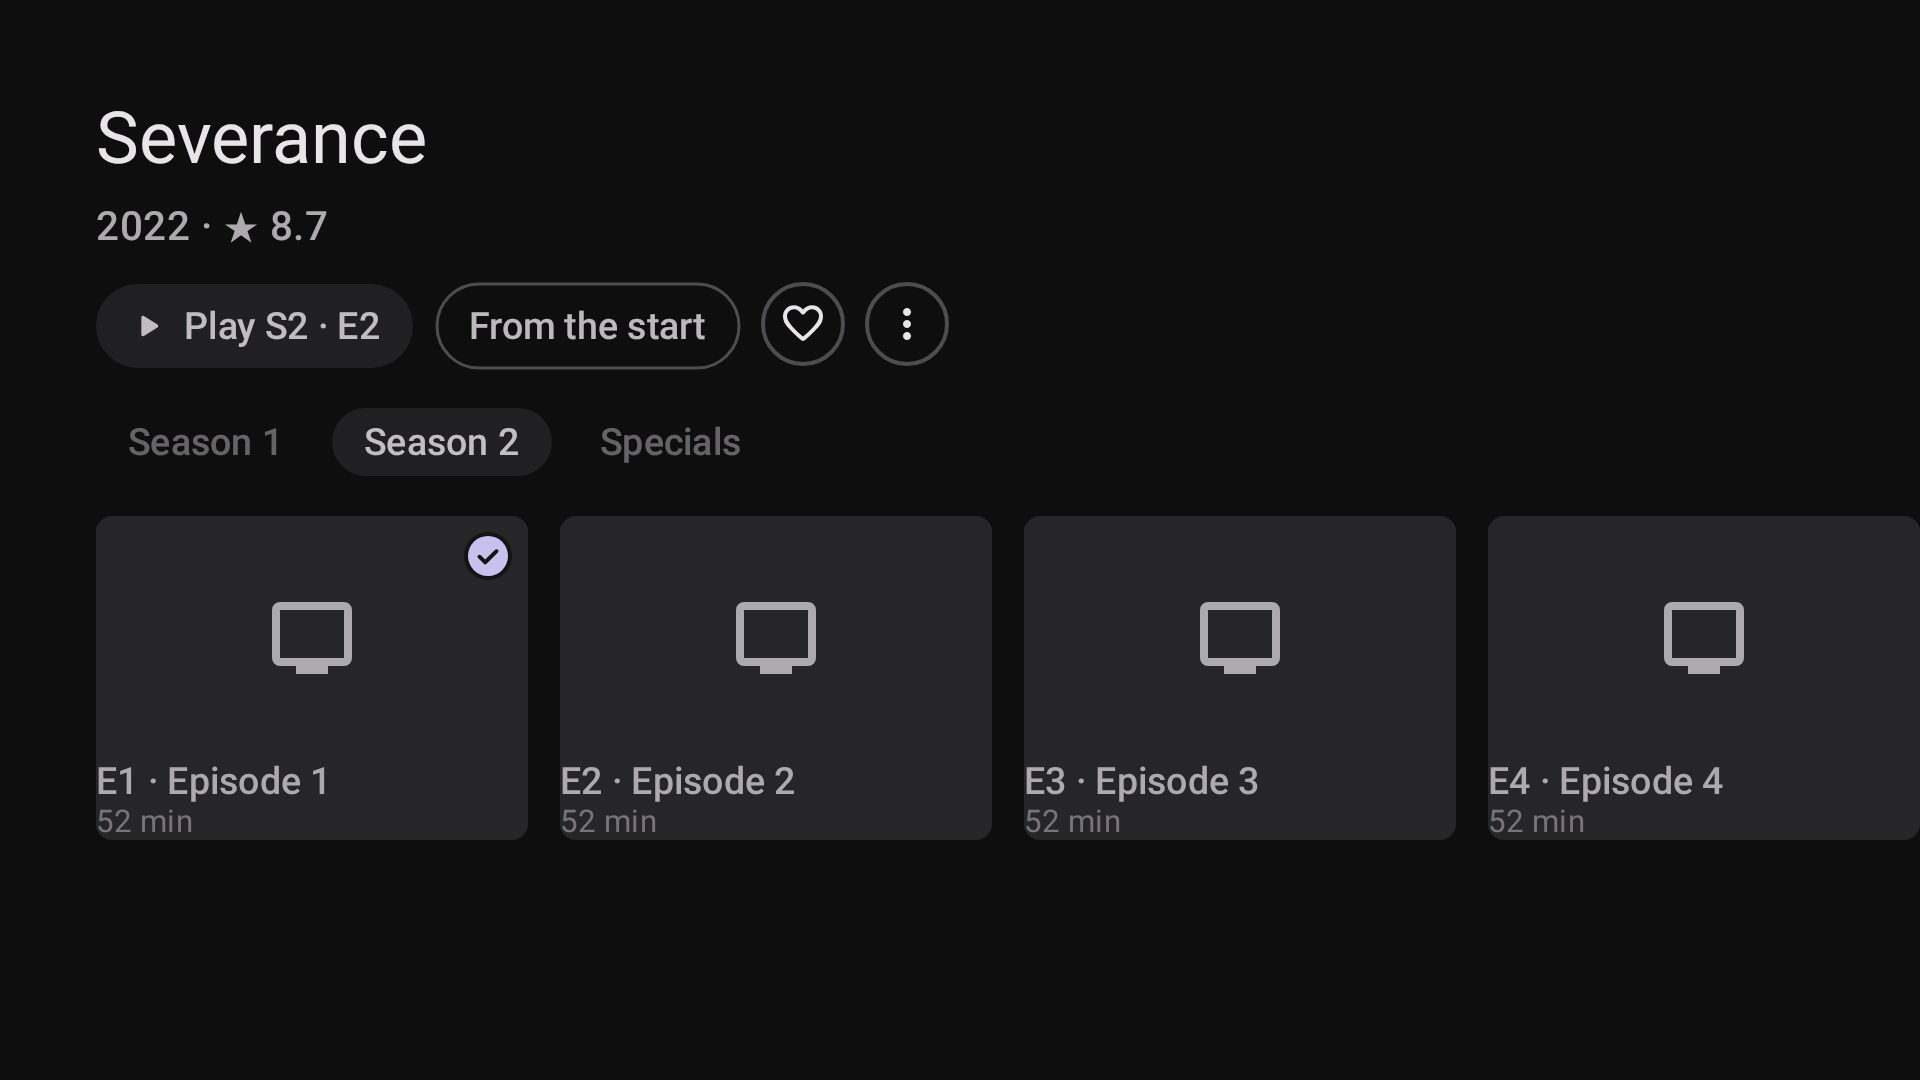 Severance
2022 · ★ 8.7
Play S2 · E2
From the start
Season 1
Season 2
Specials
E1 · Episode 1
52 min
E2 · Episode 2
52 min
E3 · Episode 3
52 min
E4 · Episode 4
52 min